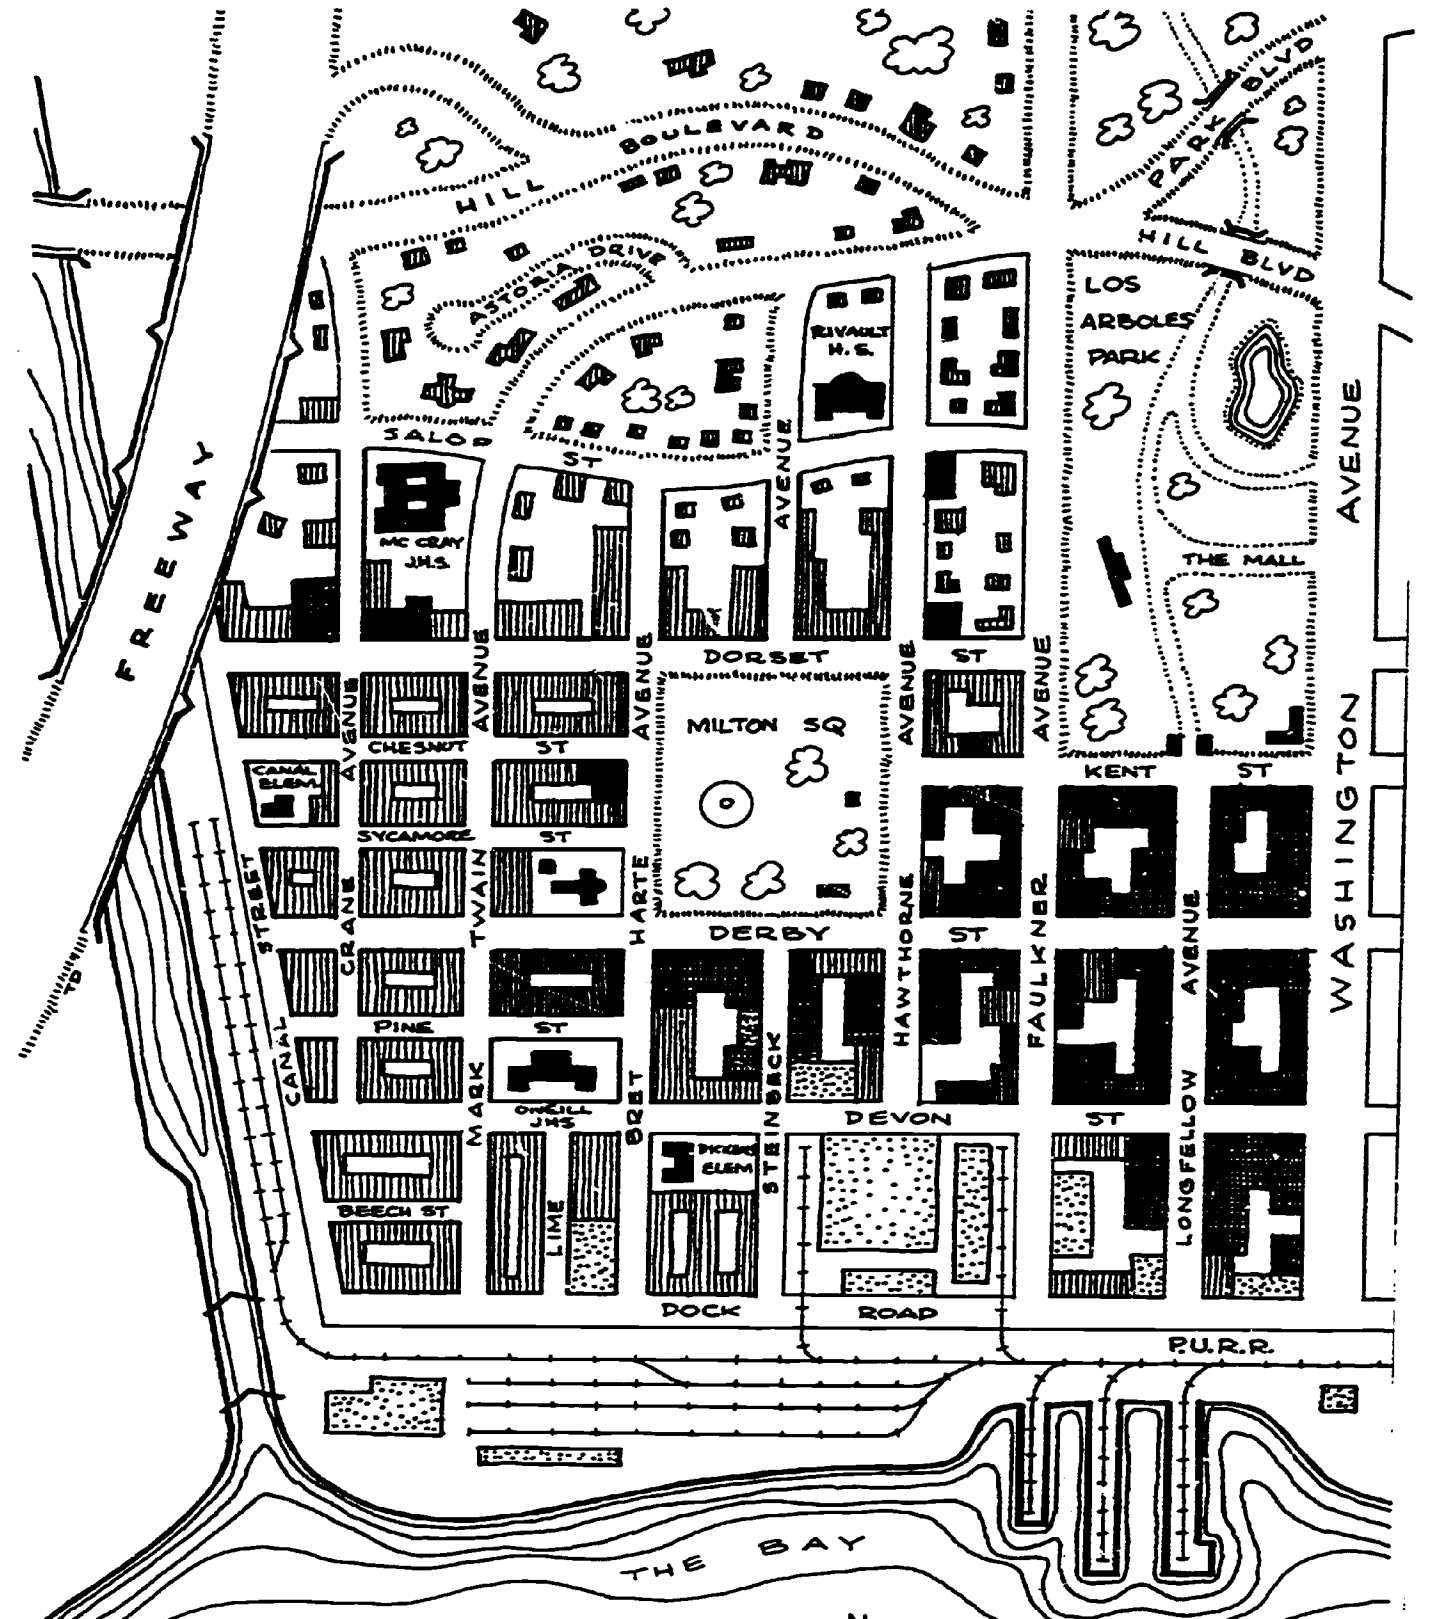 BOULEVARD
PARK BLVD
HILL
HILL BLVD
ASTORIA DRIVE
LOS
ARBOLES
PARK
RIVAULT
H.S.
SALOP
ST
AVENUE
AVENUE
FREEWAY
MC CRAY
J.H.S.
THE MALL
DORSET
ST
AVENUE
AVENUE
AVENUE
AVENUE
AVENUE
MILTON SQ
CHESNUT
ST
CANAL
ELEM.
KENT
ST
SYCAMORE
ST
WASHINGTON
STREET
CRANE
TWAIN
HARTE
DERBY
ST
HAWTHORNE
FAULKNER
AVENUE
TD
PINE
ST
CANAL
MARK
BRET
STEINBECK
ONEILL
JHS
DEVON
ST
LONGFELLOW
DICKENS
ELEM
BEECH ST
LIME
DOCK
ROAD
P.U.R.R.
THE BAY
N